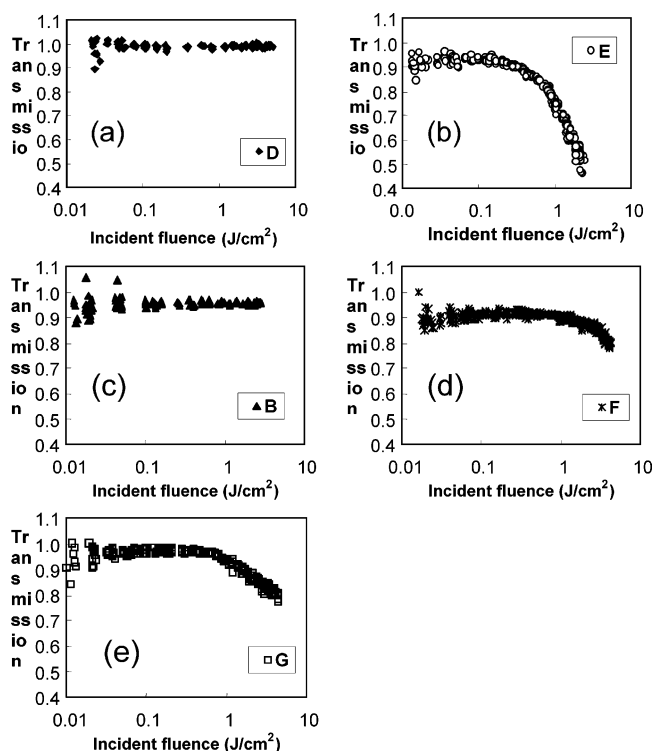 Tr
an
s
mi
ss
io
1.1
1.0
0.9
0.8
0.7
0.6
0.5
0.4
(a)
D
0.01
0.1
1
10
Incident fluence (J/cm²)
Tr
an
s
mi
ss
io
1.1
1.0
0.9
0.8
0.7
0.6
0.5
0.4
(b)
E
0.0
0.1
1
10
Incident fluence (J/cm²)
Tr
an
s
mi
ss
io
n
1.1
1.0
0.9
0.8
0.7
0.6
0.5
0.4
(c)
B
0.01
0.1
1
10
Incident fluence (J/cm²)
Tr
an
s
mi
ss
io
n
1.1
1.0
0.9
0.8
0.7
0.6
0.5
0.4
(d)
F
0.01
0.1
1
10
Incident fluence (J/cm²)
Tr
an
s
mi
ss
io
n
1.1
1.0
0.9
0.8
0.7
0.6
0.5
0.4
(e)
G
0.01
0.1
1
10
Incident fluence (J/cm²)